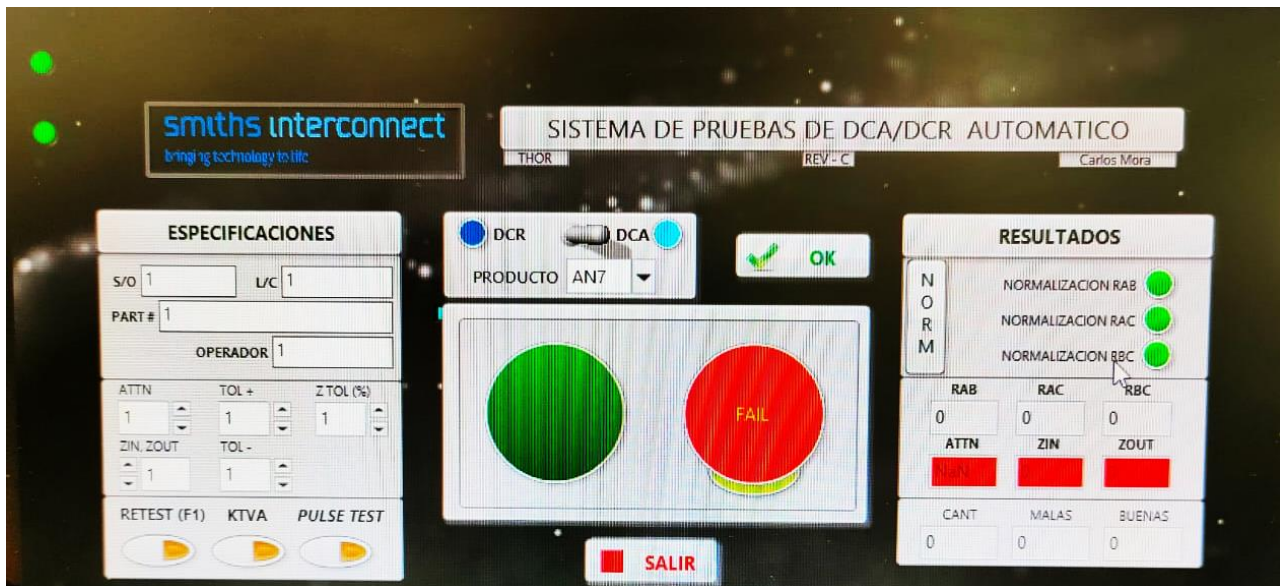 smiths interconnect
bringing technology to life
SISTEMA DE PRUEBAS DE DCA/DCR AUTOMATICO
THOR
REV - C
Carlos Mora
ESPECIFICACIONES
S/O 1
L/C 1
PART # 1
OPERADOR 1
ATTN
TOL +
Z TOL (%)
1
1
1
ZIN, ZOUT
TOL -
1
1
RETEST (F1)
KTVA
PULSE TEST
DCR
DCA
PRODUCTO AN7
OK
FAIL
SALIR
RESULTADOS
NORM
NORMALIZACION RAB
NORMALIZACION RAC
NORMALIZACION RBC
RAB
RAC
RBC
0
0
0
ATTN
ZIN
ZOUT
NaN
CANT
MALAS
BUENAS
0
0
0